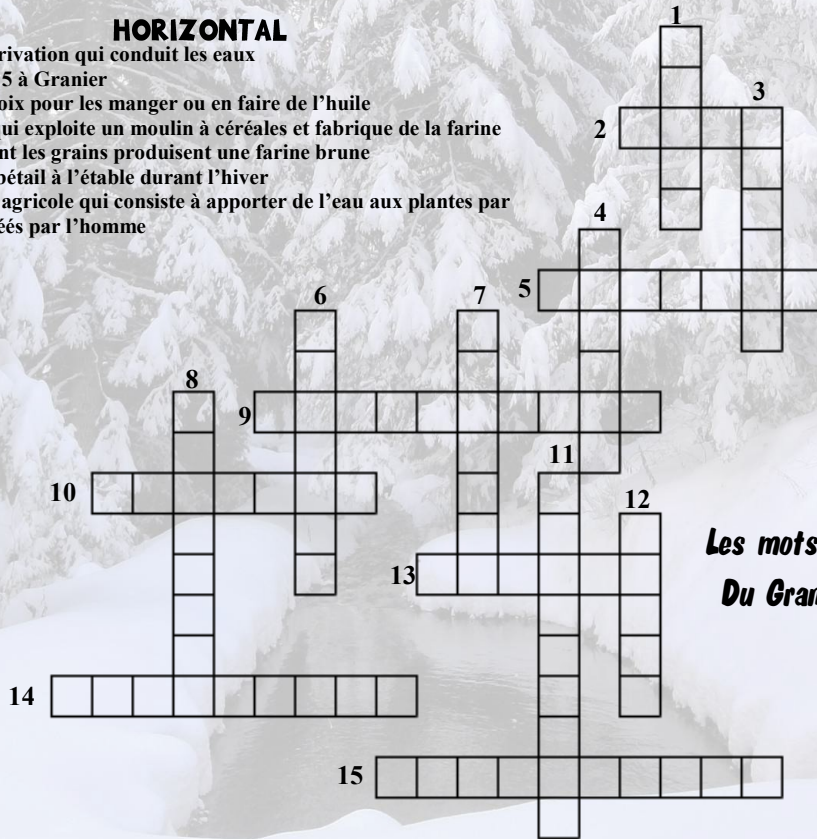 HORIZONTAL
rivation qui conduit les eaux
5 à Granier
oix pour les manger ou en faire de l’huile
ui exploite un moulin à céréales et fabrique de la farine
nt les grains produisent une farine brune
bétail à l’étable durant l’hiver
agricole qui consiste à apporter de l’eau aux plantes par
éés par l’homme
1
3
2
4
5
6
7
8
9
11
10
12
Les mots
Du Gran
13
14
15